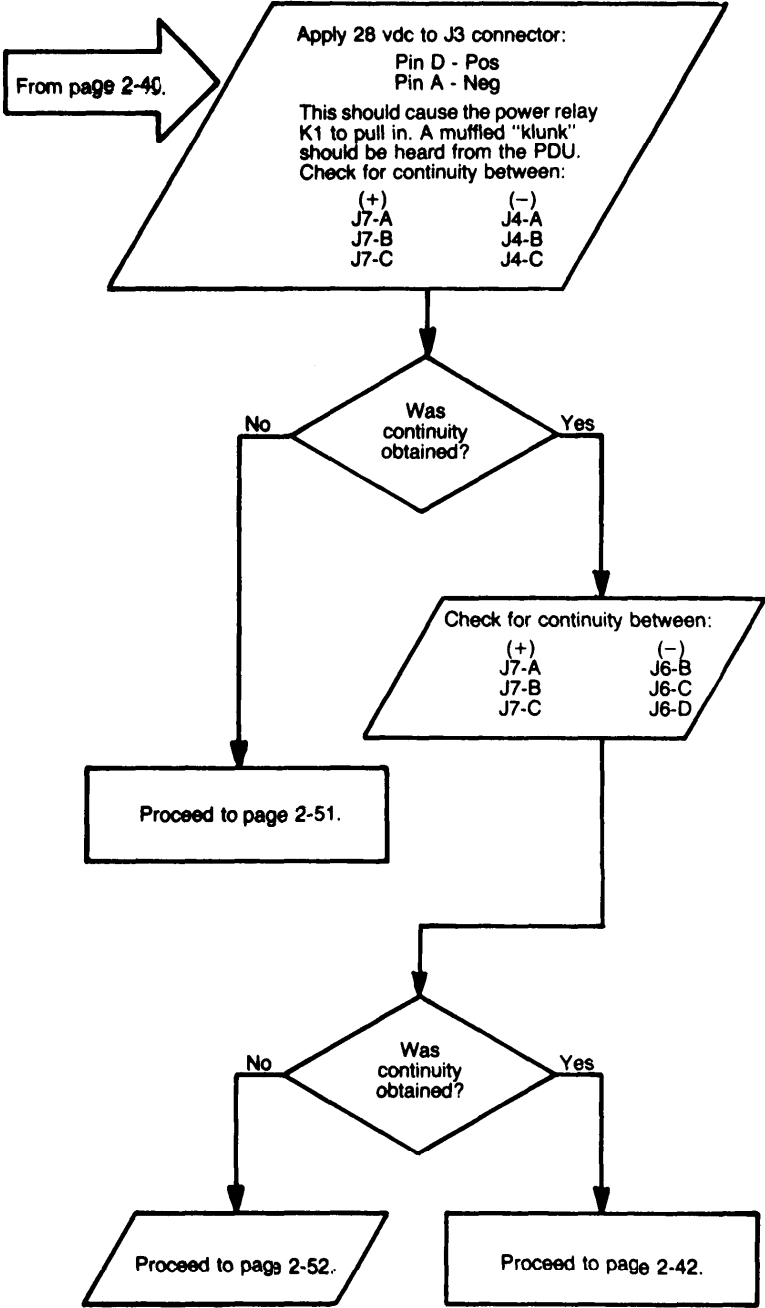 From page 2-40.
Apply 28 vdc to J3 connector:
Pin D - Pos
Pin A - Neg
This should cause the power relay
K1 to pull in. A muffled "klunk"
should be heard from the PDU.
Check for continuity between:
(+) (−)
J7-A J4-A
J7-B J4-B
J7-C J4-C
Was
continuity
obtained?
No Yes
Check for continuity between:
(+) (−)
J7-A J6-B
J7-B J6-C
J7-C J6-D
Proceed to page 2-51.
Was
continuity
obtained?
No Yes
Proceed to page 2-52.
Proceed to page 2-42.